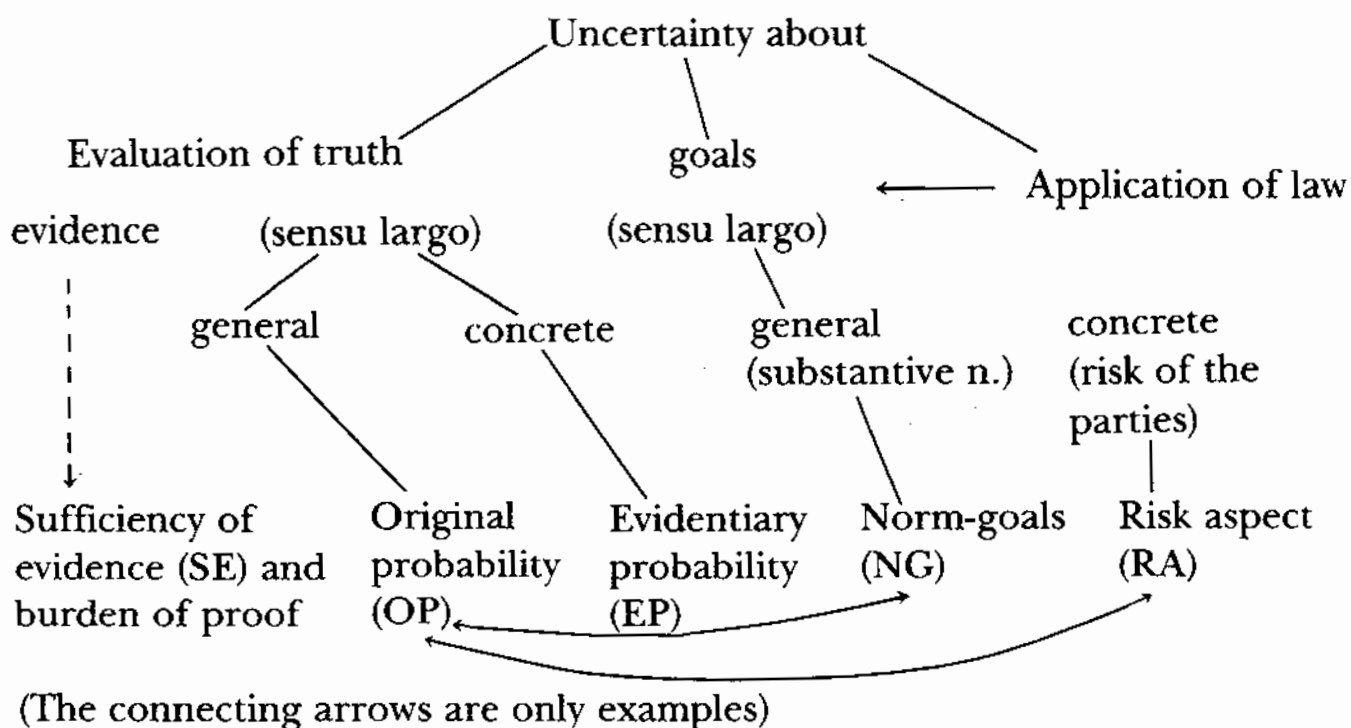 Uncertainty about
Evaluation of truth
goals
Application of law
evidence
(sensu largo)
(sensu largo)
general
concrete
general
(substantive n.)
concrete
(risk of the
parties)
Sufficiency of
evidence (SE) and
burden of proof
Original
probability
(OP)
Evidentiary
probability
(EP)
Norm-goals
(NG)
Risk aspect
(RA)
(The connecting arrows are only examples)